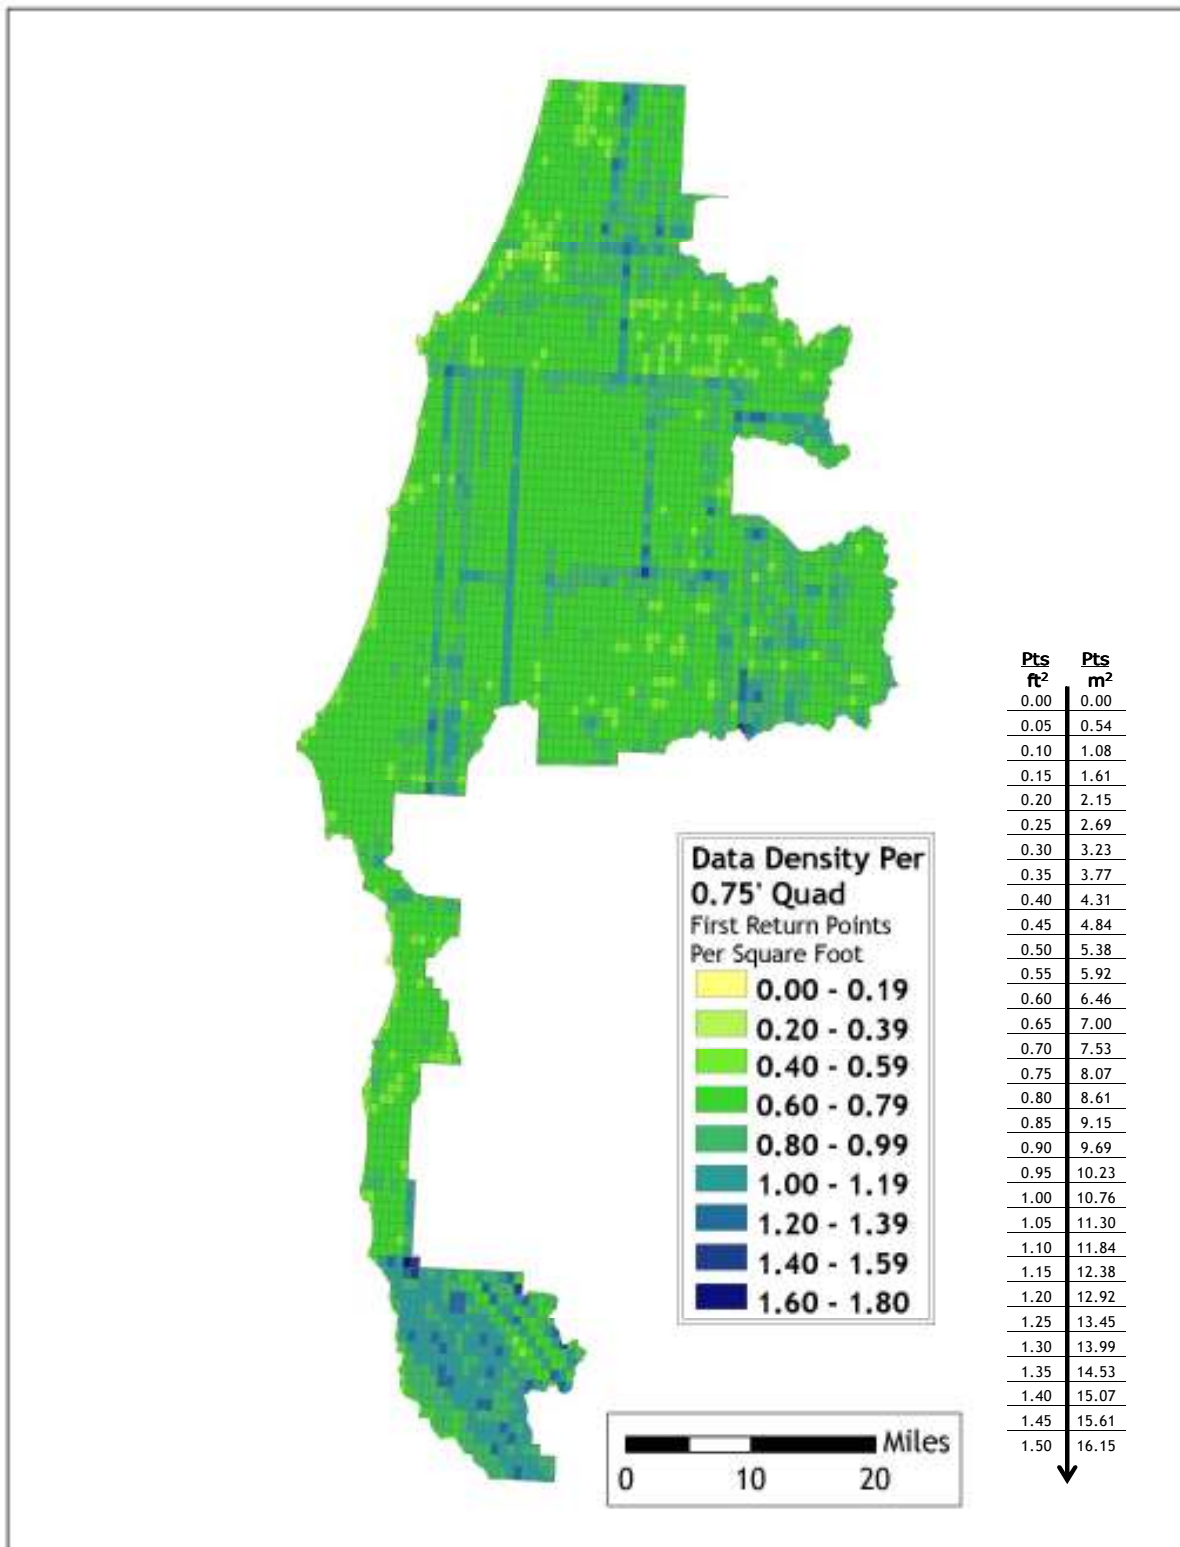 Data Density Per
0.75' Quad
First Return Points
Per Square Foot
0.00 - 0.19
0.20 - 0.39
0.40 - 0.59
0.60 - 0.79
0.80 - 0.99
1.00 - 1.19
1.20 - 1.39
1.40 - 1.59
1.60 - 1.80
Miles
0 10 20
Pts Pts
ft² m²
0.00 0.00
0.05 0.54
0.10 1.08
0.15 1.61
0.20 2.15
0.25 2.69
0.30 3.23
0.35 3.77
0.40 4.31
0.45 4.84
0.50 5.38
0.55 5.92
0.60 6.46
0.65 7.00
0.70 7.53
0.75 8.07
0.80 8.61
0.85 9.15
0.90 9.69
0.95 10.23
1.00 10.76
1.05 11.30
1.10 11.84
1.15 12.38
1.20 12.92
1.25 13.45
1.30 13.99
1.35 14.53
1.40 15.07
1.45 15.61
1.50 16.15